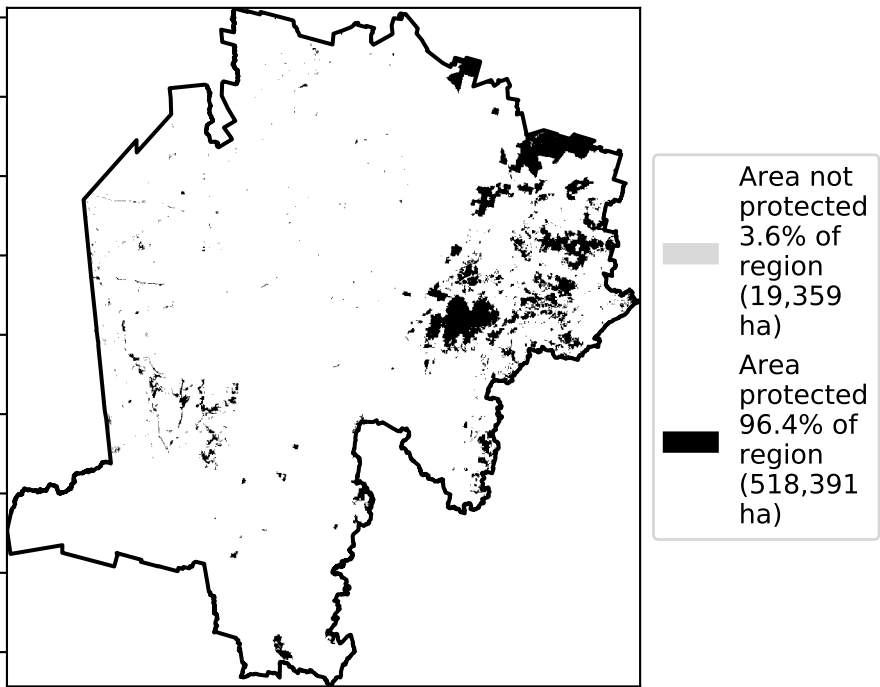 Area not
protected
3.6% of
region
(19,359
ha)
Area
protected
96.4% of
region
(518,391
ha)